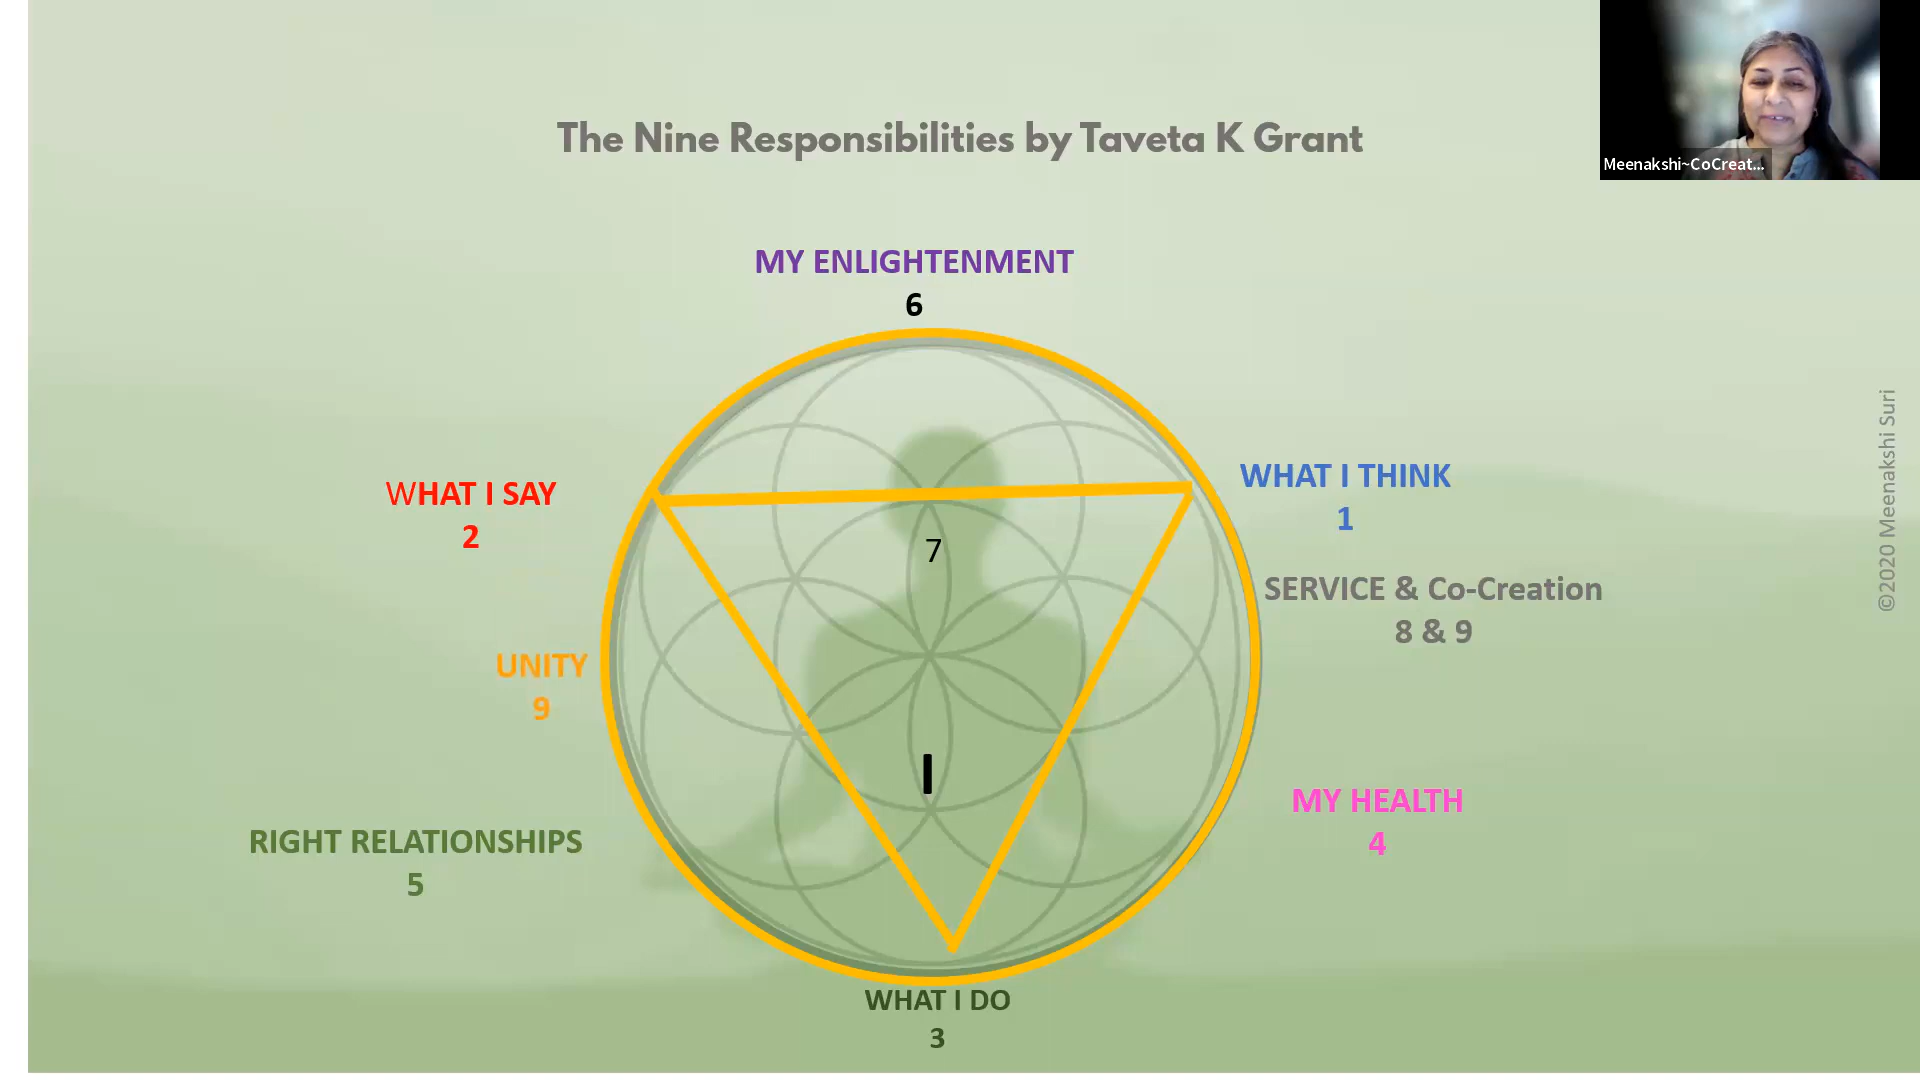 The Nine Responsibilities by Taveta K Grant
Meenakshi~CoCreat...
MY ENLIGHTENMENT
6
WHAT I SAY
2
WHAT I THINK
1
7
SERVICE & Co-Creation
8 & 9
UNITY
9
I
MY HEALTH
4
RIGHT RELATIONSHIPS
5
WHAT I DO
3
©2020 Meenakshi Suri